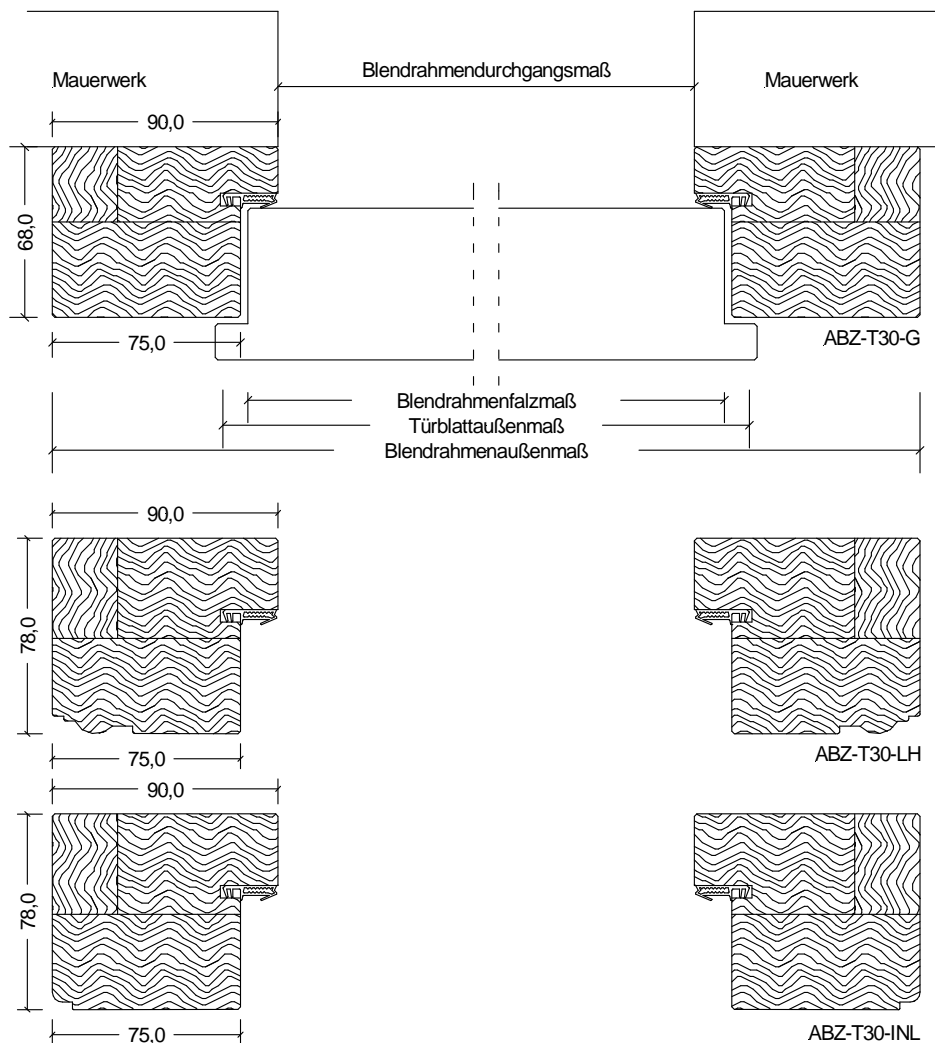 Blendrahmendurchgangsmaß
Mauerwerk
Mauerwerk
90,0
68,0
75,0
ABZ-T30-G
Blendrahmenfalzmaß
Türblattaußenmaß
Blendrahmenaußenmaß
90,0
78,0
75,0
ABZ-T30-LH
90,0
78,0
75,0
ABZ-T30-INL